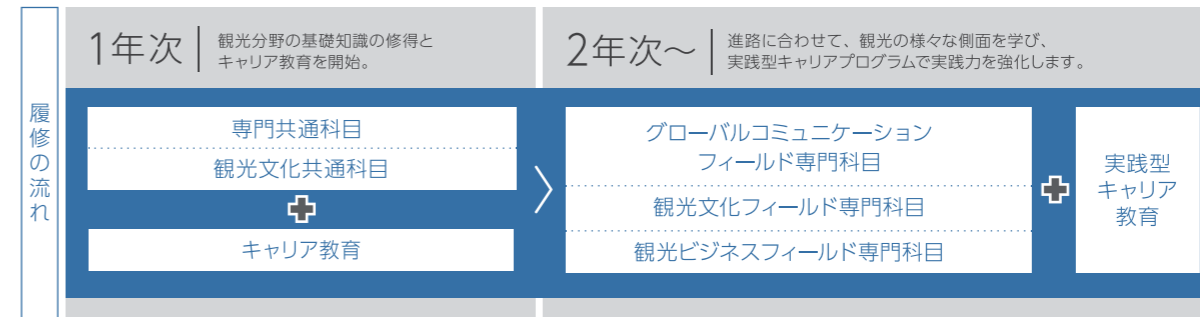 履修の流れ
1年次
観光分野の基礎知識の修得と
キャリア教育を開始。
2年次～
進路に合わせて、観光の様々な側面を学び、
実践型キャリアプログラムで実践力を強化します。
専門共通科目
観光文化共通科目
キャリア教育
グローバルコミュニケーション
フィールド専門科目
観光文化フィールド専門科目
観光ビジネスフィールド専門科目
実践型
キャリア
教育